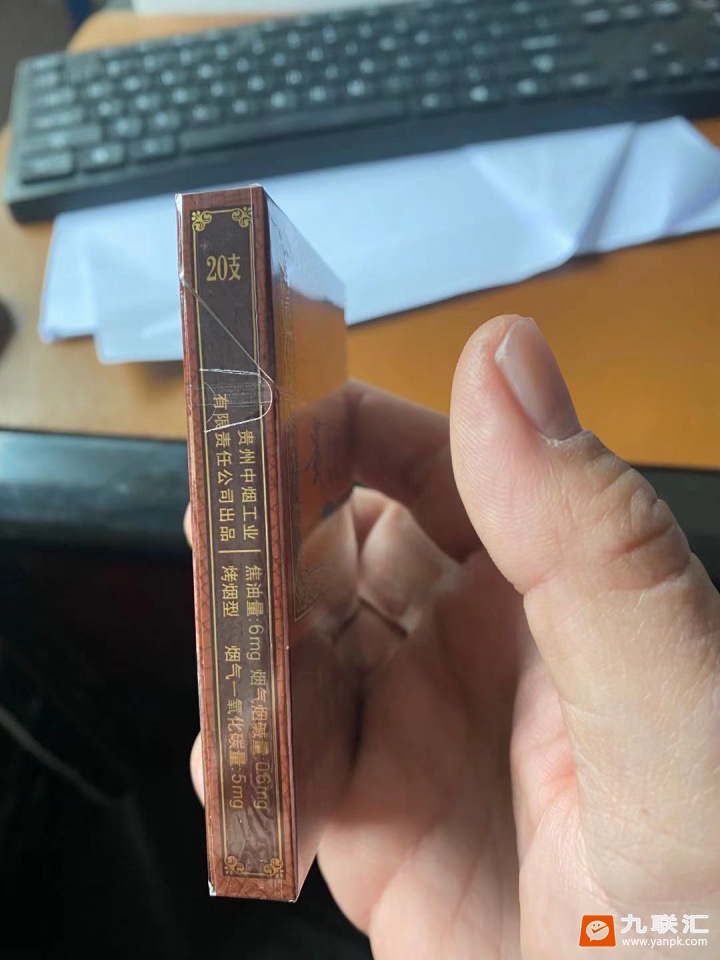 20支
贵州中烟工业
有限责任公司出品
焦油量:6mg 烟气烟碱量:0.6mg
烤烟型 烟气一氧化碳量:5mg
九联汇
www.yanpk.com